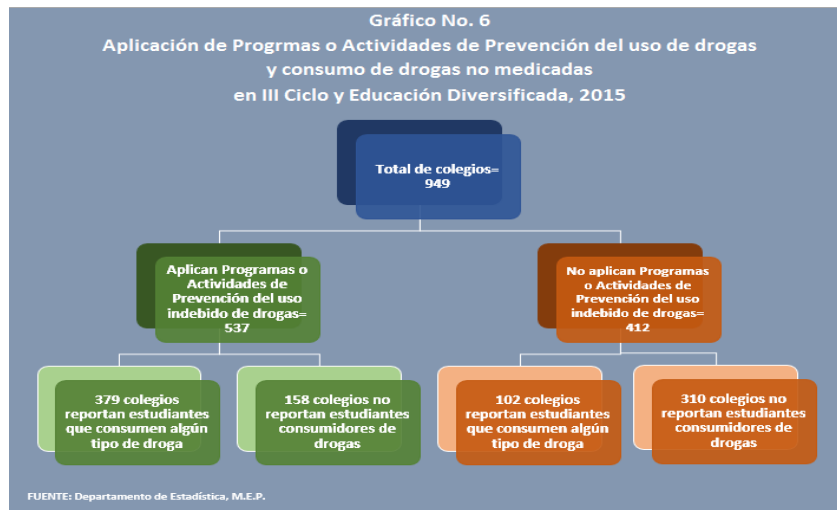 Gráfico No. 6
Aplicación de Progrmas o Actividades de Prevención del uso de drogas
y consumo de drogas no medicadas
en III Ciclo y Educación Diversificada, 2015
Total de colegios=
949
Aplican Programas o
Actividades de
Prevención del uso
indebido de drogas=
537
No aplican Programas
o Actividades de
Prevención del uso
indebido de drogas=
412
379 colegios
reportan estudiantes
que consumen algún
tipo de droga
158 colegios no
reportan estudiantes
consumidores de
drogas
102 colegios
reportan estudiantes
que consumen algún
tipo de droga
310 colegios no
reportan estudiantes
consumidores de
drogas
FUENTE: Departamento de Estadística, M.E.P.